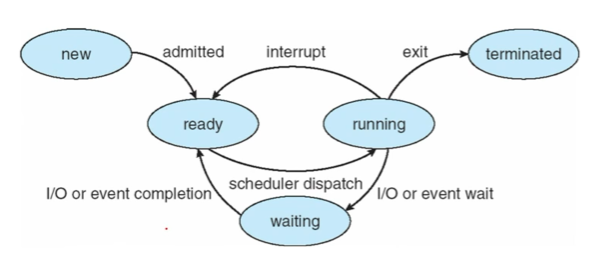 new
admitted
interrupt
exit
terminated
ready
running
I/O or event completion
scheduler dispatch
I/O or event wait
waiting